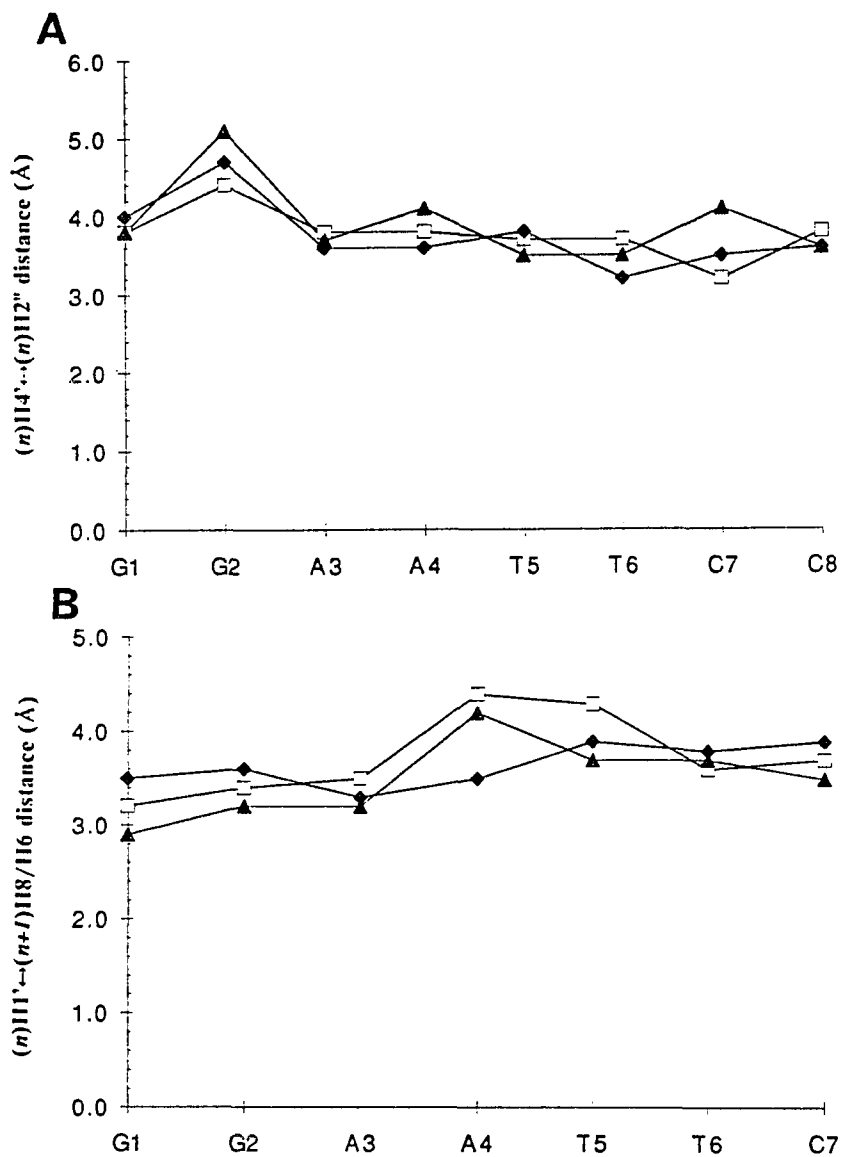 A
6.0
5.0
4.0
3.0
2.0
1.0
0.0
(n)H4'↔(n)H2" distance (Å)
G1 G2 A3 A4 T5 T6 C7 C8
B
5.0
4.0
3.0
2.0
1.0
0.0
(n)H1'↔(n+1)H8/H6 distance (Å)
G1 G2 A3 A4 T5 T6 C7